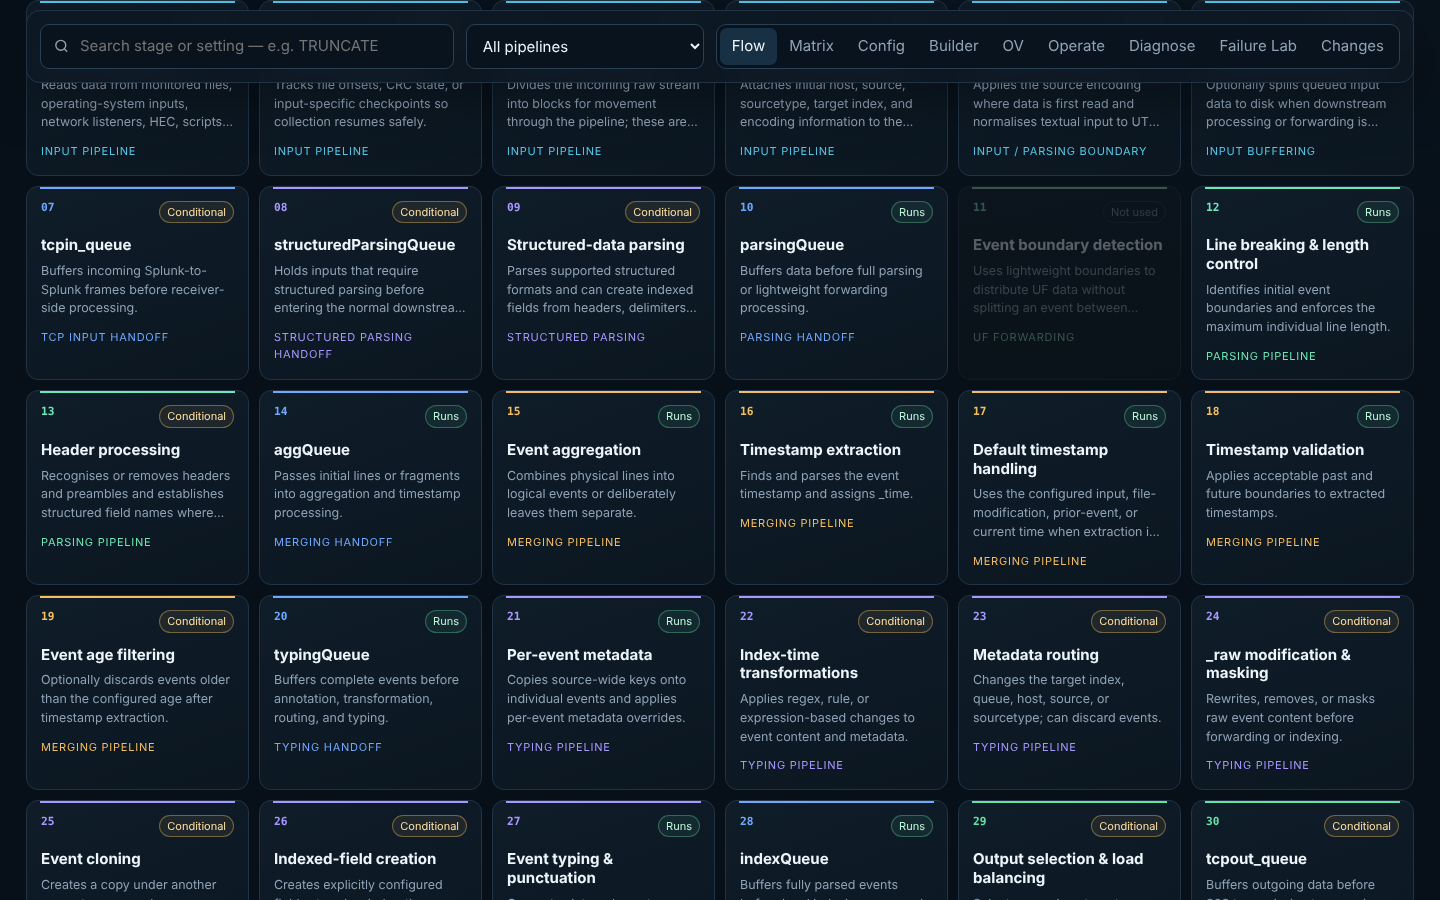 Search stage or setting — e.g. TRUNCATE
All pipelines
Flow
Matrix
Config
Builder
OV
Operate
Diagnose
Failure Lab
Changes
Reads data from monitored files,
operating-system inputs,
network listeners, HEC, scripts...
INPUT PIPELINE
Tracks file offsets, CRC state, or
input-specific checkpoints so
collection resumes safely.
INPUT PIPELINE
Divides the incoming raw stream
into blocks for movement
through the pipeline; these are...
INPUT PIPELINE
Attaches initial host, source,
sourcetype, target index, and
encoding information to the...
INPUT PIPELINE
Applies the source encoding
where data is first read and
normalises textual input to UT...
INPUT / PARSING BOUNDARY
Optionally spills queued input
data to disk when downstream
processing or forwarding is...
INPUT BUFFERING
07
Conditional
tcpin_queue
Buffers incoming Splunk-to-
Splunk frames before receiver-
side processing.
TCP INPUT HANDOFF
08
Conditional
structuredParsingQueue
Holds inputs that require
structured parsing before
entering the normal downstrea...
STRUCTURED PARSING
HANDOFF
09
Conditional
Structured-data parsing
Parses supported structured
formats and can create indexed
fields from headers, delimiters...
STRUCTURED PARSING
10
Runs
parsingQueue
Buffers data before full parsing
or lightweight forwarding
processing.
PARSING HANDOFF
11
Not used
Event boundary detection
Uses lightweight boundaries to
distribute UF data without
splitting an event between...
UF FORWARDING
12
Runs
Line breaking & length
control
Identifies initial event
boundaries and enforces the
maximum individual line length.
PARSING PIPELINE
13
Conditional
Header processing
Recognises or removes headers
and preambles and establishes
structured field names where...
PARSING PIPELINE
14
Runs
aggQueue
Passes initial lines or fragments
into aggregation and timestamp
processing.
MERGING HANDOFF
15
Runs
Event aggregation
Combines physical lines into
logical events or deliberately
leaves them separate.
MERGING PIPELINE
16
Runs
Timestamp extraction
Finds and parses the event
timestamp and assigns _time.
MERGING PIPELINE
17
Runs
Default timestamp
handling
Uses the configured input, file-
modification, prior-event, or
current time when extraction i...
MERGING PIPELINE
18
Runs
Timestamp validation
Applies acceptable past and
future boundaries to extracted
timestamps.
MERGING PIPELINE
19
Conditional
Event age filtering
Optionally discards events older
than the configured age after
timestamp extraction.
MERGING PIPELINE
20
Runs
typingQueue
Buffers complete events before
annotation, transformation,
routing, and typing.
TYPING HANDOFF
21
Runs
Per-event metadata
Copies source-wide keys onto
individual events and applies
per-event metadata overrides.
TYPING PIPELINE
22
Conditional
Index-time
transformations
Applies regex, rule, or
expression-based changes to
event content and metadata.
TYPING PIPELINE
23
Conditional
Metadata routing
Changes the target index,
queue, host, source, or
sourcetype; can discard events.
TYPING PIPELINE
24
Conditional
_raw modification &
masking
Rewrites, removes, or masks
raw event content before
forwarding or indexing.
TYPING PIPELINE
25
Conditional
Event cloning
Creates a copy under another
26
Conditional
Indexed-field creation
Creates explicitly configured
27
Runs
Event typing &
punctuation
28
Runs
indexQueue
Buffers fully parsed events
29
Conditional
Output selection & load
balancing
30
Conditional
tcpout_queue
Buffers outgoing data before